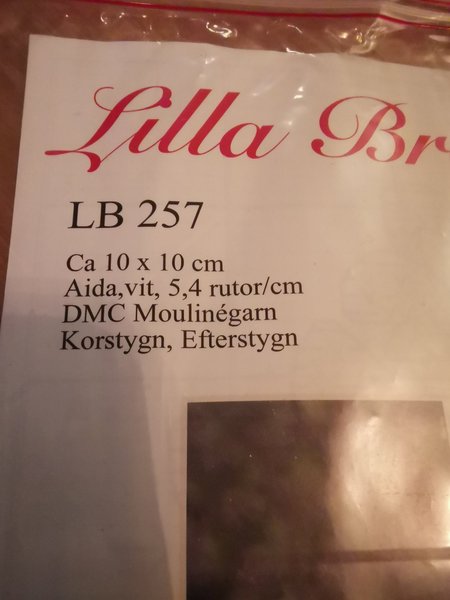 Lilla Br
LB 257
Ca 10 x 10 cm
Aida,vit, 5,4 rutor/cm
DMC Moulinégarn
Korstygn, Efterstygn